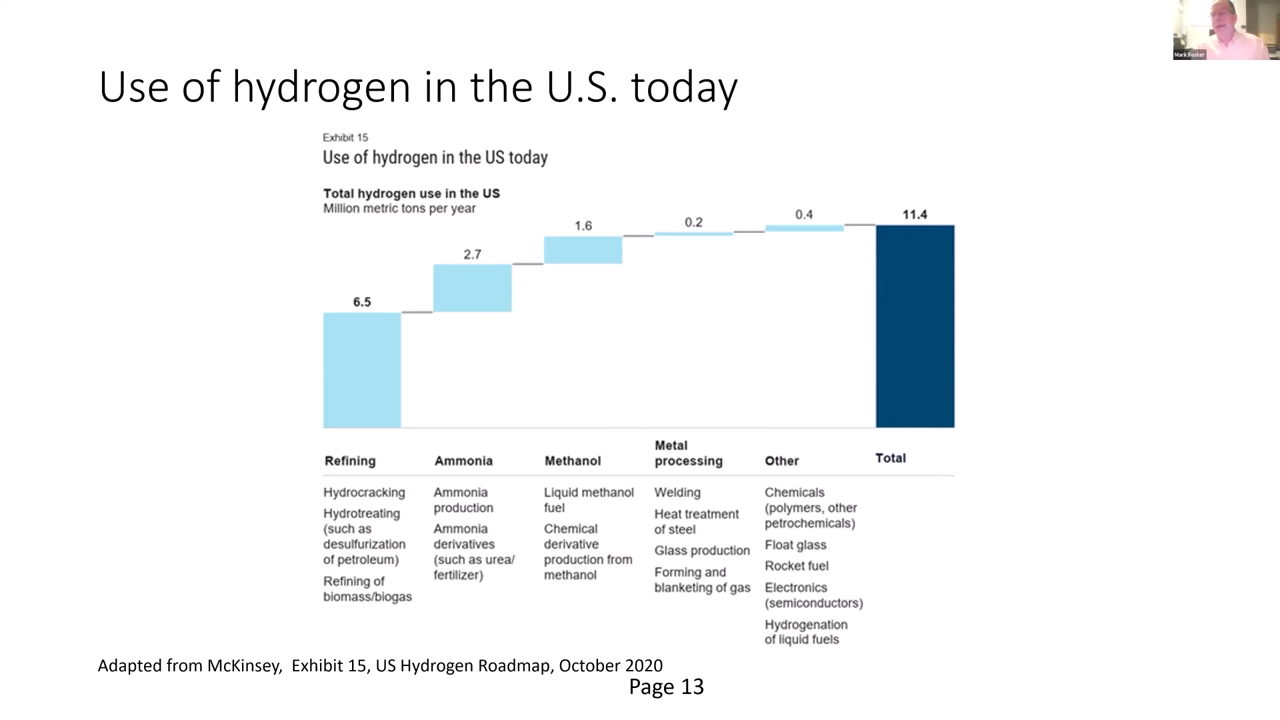 Mark Foster
Use of hydrogen in the U.S. today
Exhibit 15
Use of hydrogen in the US today
Total hydrogen use in the US
Million metric tons per year
6.5
2.7
1.6
0.2
0.4
11.4
Refining
Ammonia
Methanol
Metal
processing
Other
Total
Hydrocracking
Hydrotreating
(such as
desulfurization
of petroleum)
Refining of
biomass/biogas
Ammonia
production
Ammonia
derivatives
(such as urea/
fertilizer)
Liquid methanol
fuel
Chemical
derivative
production from
methanol
Welding
Heat treatment
of steel
Glass production
Forming and
blanketing of gas
Chemicals
(polymers, other
petrochemicals)
Float glass
Rocket fuel
Electronics
(semiconductors)
Hydrogenation
of liquid fuels
Adapted from McKinsey, Exhibit 15, US Hydrogen Roadmap, October 2020
Page 13